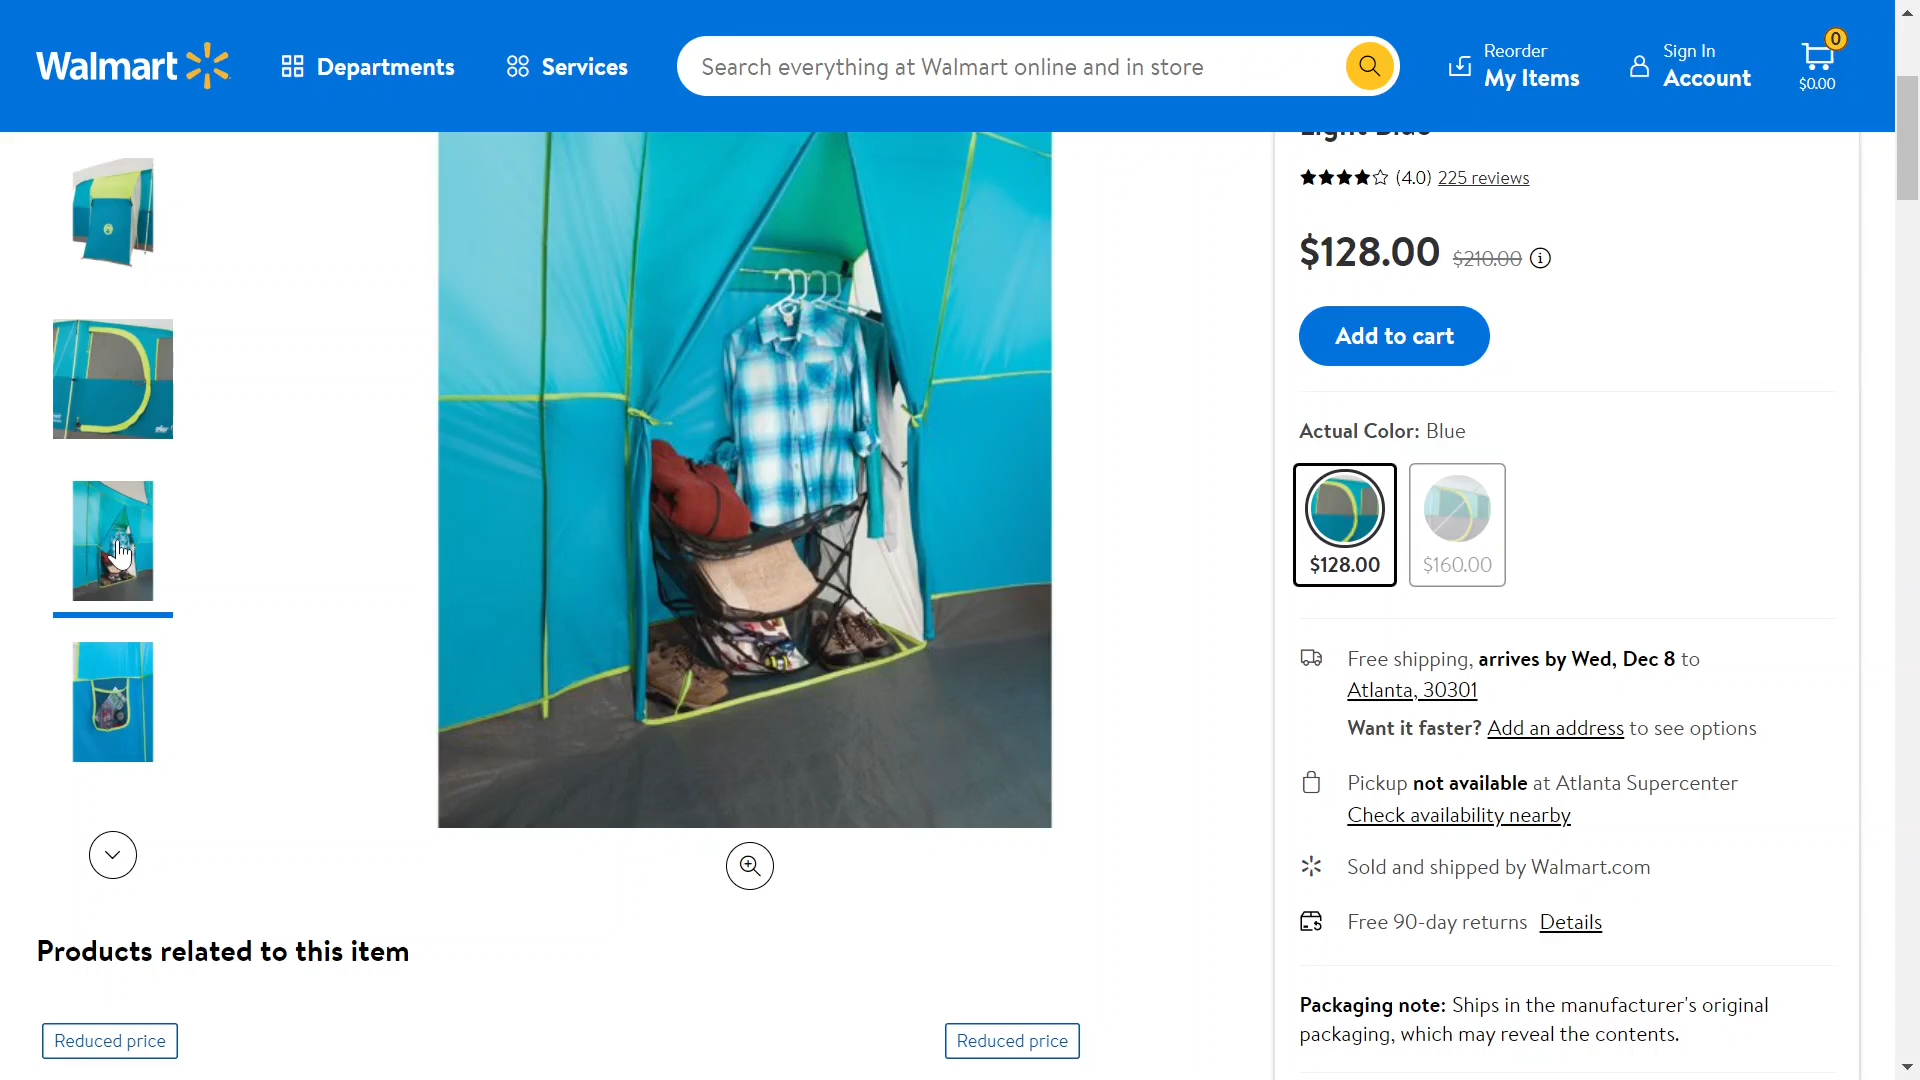 Walmart
Departments
Services
Search everything at Walmart online and in store
Reorder
My Items
Sign In
Account
0
$0.00
Light Blue
(4.0) 225 reviews
$128.00 $210.00
Add to cart
Actual Color: Blue
$128.00
$160.00
Free shipping, arrives by Wed, Dec 8 to
Atlanta, 30301
Want it faster? Add an address to see options
Pickup not available at Atlanta Supercenter
Check availability nearby
Sold and shipped by Walmart.com
Free 90-day returns Details
Packaging note: Ships in the manufacturer's original
packaging, which may reveal the contents.
Products related to this item
Reduced price
Reduced price